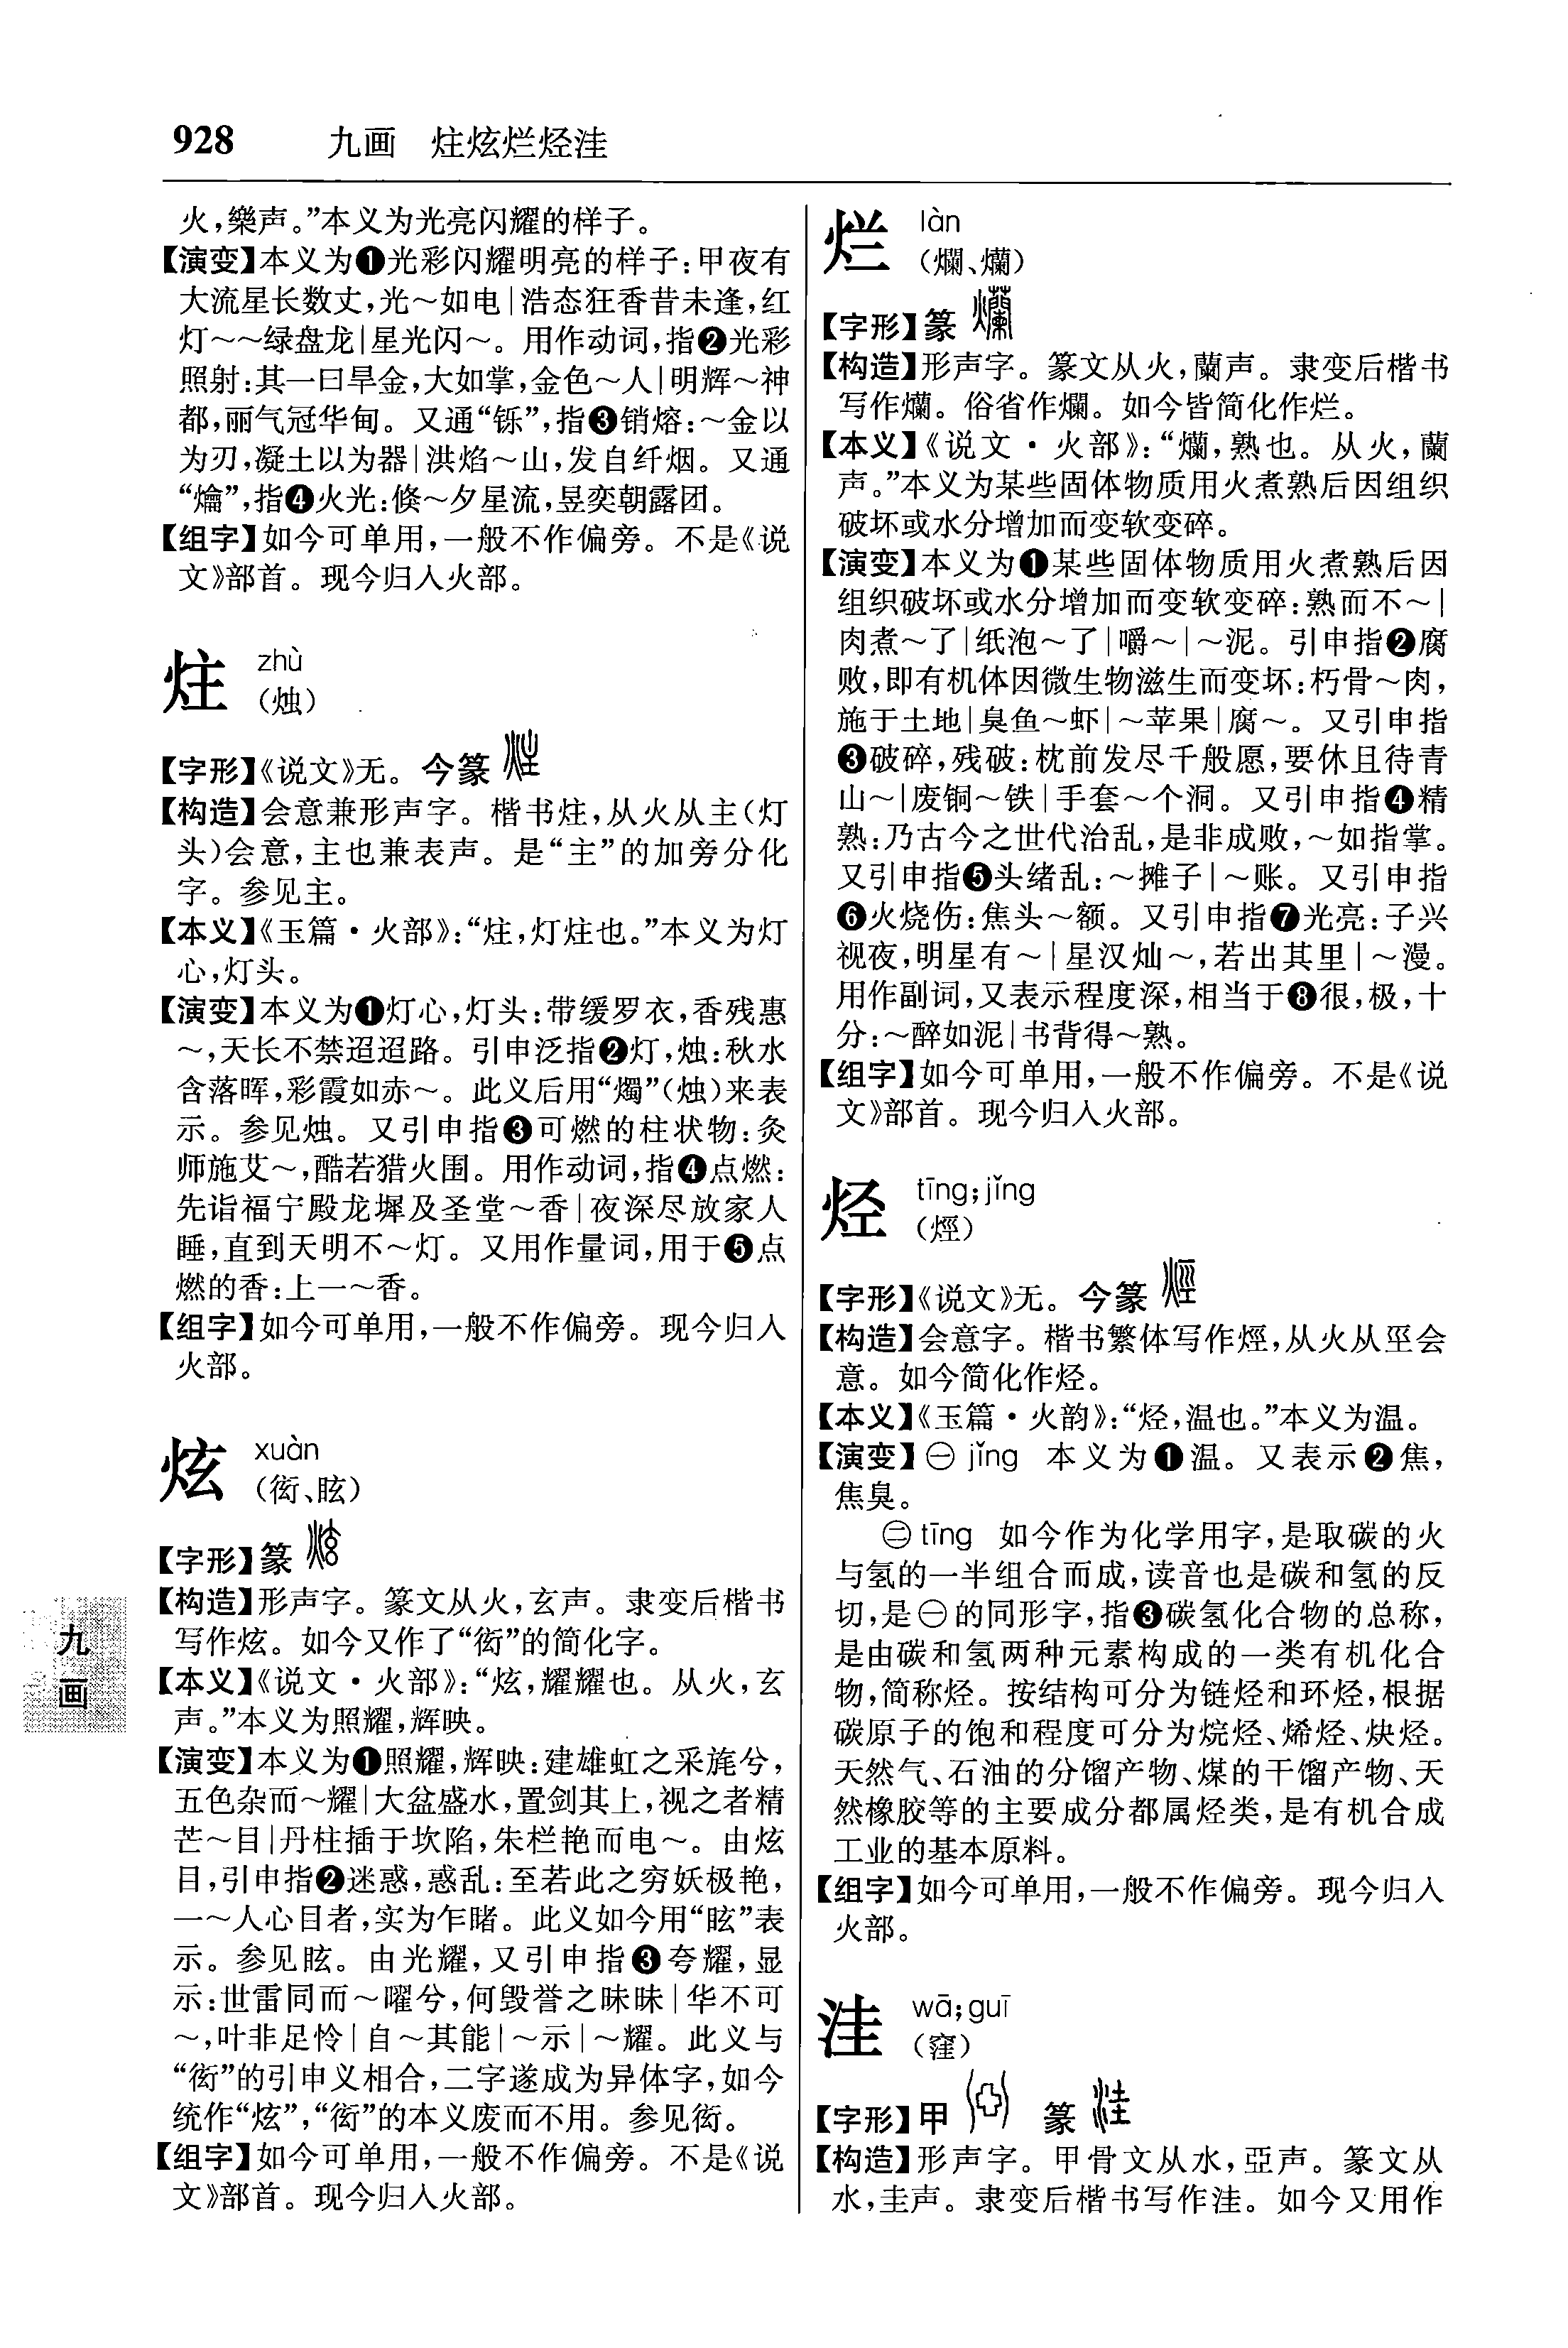 928 九画 炷炫烂烃洼
火,樂声。”本义为光亮闪耀的样子。
【演变】本义为❶光彩闪耀明亮的样子:甲夜有
大流星长数丈,光～如电|浩态狂香昔未逢,红
灯～～绿盘龙|星光闪～。用作动词,指❷光彩
照射:其一曰旱金,大如掌,金色～人|明辉～神
都,丽气冠华甸。又通“铄”,指❸销熔:～金以
为刃,凝土以为器|洪焰～山,发自纤烟。又通
“爚”,指❹火光:倏～夕星流,昱奕朝露团。
【组字】如今可单用,一般不作偏旁。不是《说
文》部首。现今归入火部。
炷 zhù
(烛)
【字形】《说文》无。今篆
【构造】会意兼形声字。楷书炷,从火从主(灯
头)会意,主也兼表声。是“主”的加旁分化
字。参见主。
【本义】《玉篇·火部》:“炷,灯炷也。”本义为灯
心,灯头。
【演变】本义为❶灯心,灯头:带缓罗衣,香残惠
～,天长不禁迢迢路。引申泛指❷灯,烛:秋水
含落晖,彩霞如赤～。此义后用“燭”(烛)来表
示。参见烛。又引申指❸可燃的柱状物:灸
师施艾～,酷若猎火围。用作动词,指❹点燃:
先诣福宁殿龙墀及圣堂～香|夜深尽放家人
睡,直到天明不～灯。又用作量词,用于❺点
燃的香:上一～香。
【组字】如今可单用,一般不作偏旁。现今归入
火部。
炫 xuàn
(衒、眩)
【字形】篆
【构造】形声字。篆文从火,玄声。隶变后楷书
写作炫。如今又作了“衒”的简化字。
【本义】《说文·火部》:“炫,耀耀也。从火,玄
声。”本义为照耀,辉映。
【演变】本义为❶照耀,辉映:建雄虹之采旄兮,
五色杂而～耀|大盆盛水,置剑其上,视之者精
芒～目|丹柱插于坎陷,朱栏艳而电～。由炫
目,引申指❷迷惑,惑乱:至若此之穷妖极艳,
一～人心目者,实为乍睹。此义如今用“眩”表
示。参见眩。由光耀,又引申指❸夸耀,显
示:世雷同而～曜兮,何毁誉之昧昧|华不可
～,叶非足怜|自～其能|～示|～耀。此义与
“衒”的引申义相合,二字遂成为异体字,如今
统作“炫”,“衒”的本义废而不用。参见衒。
【组字】如今可单用,一般不作偏旁。不是《说
文》部首。现今归入火部。
九
画
烂 làn
(爛、爤)
【字形】篆
【构造】形声字。篆文从火,蘭声。隶变后楷书
写作爤。俗省作爛。如今皆简化作烂。
【本义】《说文·火部》:“爤,熟也。从火,蘭
声。”本义为某些固体物质用火煮熟后因组织
破坏或水分增加而变软变碎。
【演变】本义为❶某些固体物质用火煮熟后因
组织破坏或水分增加而变软变碎:熟而不～|
肉煮～了|纸泡～了|嚼～|～泥。引申指❷腐
败,即有机体因微生物滋生而变坏:朽骨～肉,
施于土地|臭鱼～虾|～苹果|腐～。又引申指
❸破碎,残破:枕前发尽千般愿,要休且待青
山～|废铜～铁|手套～个洞。又引申指❹精
熟:乃古今之世代治乱,是非成败,～如指掌。
又引申指❺头绪乱:～摊子|～账。又引申指
❻火烧伤:焦头～额。又引申指❼光亮:子兴
视夜,明星有～|星汉灿～,若出其里|～漫。
用作副词,又表示程度深,相当于❽很,极,十
分:～醉如泥|书背得～熟。
【组字】如今可单用,一般不作偏旁。不是《说
文》部首。现今归入火部。
烃 tīng;jǐng
(烴)
【字形】《说文》无。今篆
【构造】会意字。楷书繁体写作烴,从火从巠会
意。如今简化作烃。
【本义】《玉篇·火韵》:“烃,温也。”本义为温。
【演变】㊀jǐng 本义为❶温。又表示❷焦,
焦臭。
㊁tīng 如今作为化学用字,是取碳的火
与氢的一半组合而成,读音也是碳和氢的反
切,是㊀的同形字,指❸碳氢化合物的总称,
是由碳和氢两种元素构成的一类有机化合
物,简称烃。按结构可分为链烃和环烃,根据
碳原子的饱和程度可分为烷烃、烯烃、炔烃。
天然气、石油的分馏产物、煤的干馏产物、天
然橡胶等的主要成分都属烃类,是有机合成
工业的基本原料。
【组字】如今可单用,一般不作偏旁。现今归入
火部。
洼 wā;guī
(窪)
【字形】甲 篆
【构造】形声字。甲骨文从水,亞声。篆文从
水,圭声。隶变后楷书写作洼。如今又用作